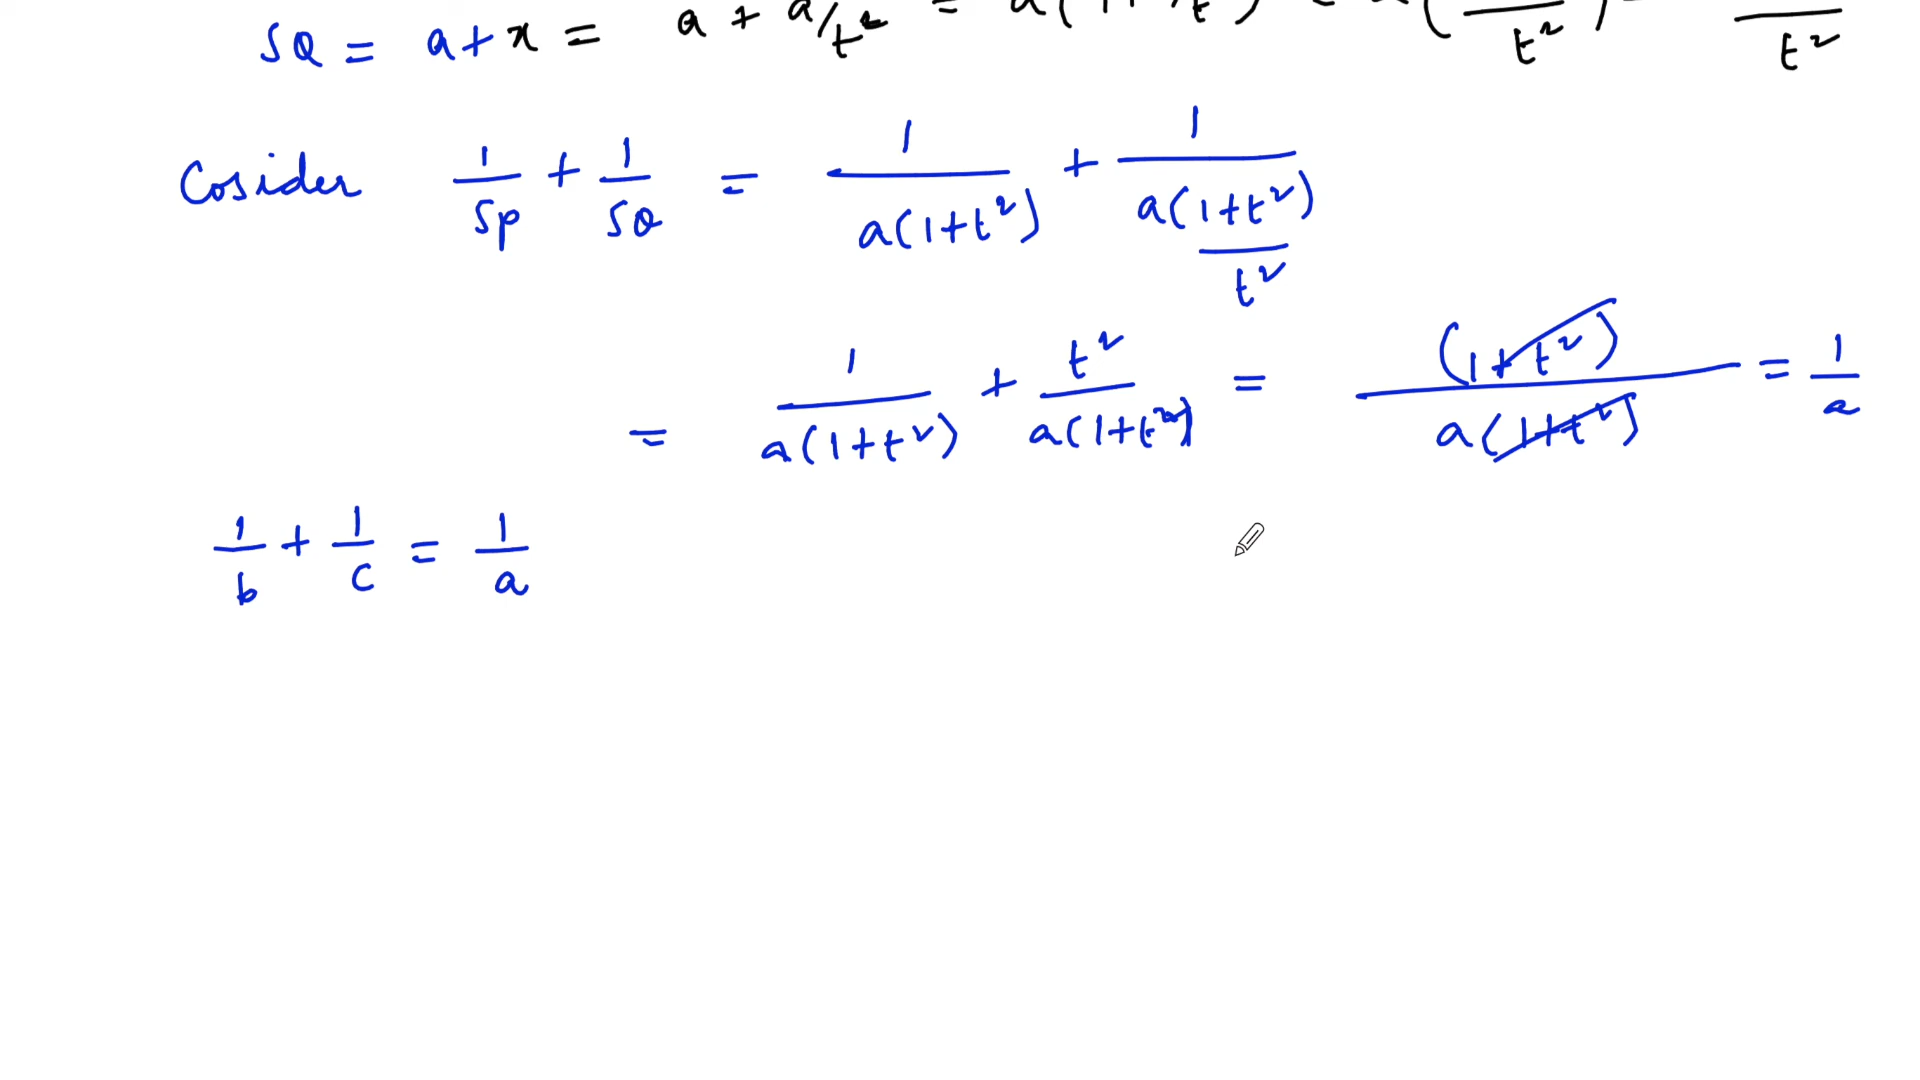 SQ = a + x = a + a/t² = a(1+ /t ) = ( /t²) = /t²
Cosider 1/SP + 1/SQ = 1/a(1+t²) + 1/(a(1+t²)/t²)
= 1/a(1+t²) + t²/a(1+t²) = (1+t²)/a(1+t²) = 1/a
1/b + 1/c = 1/a